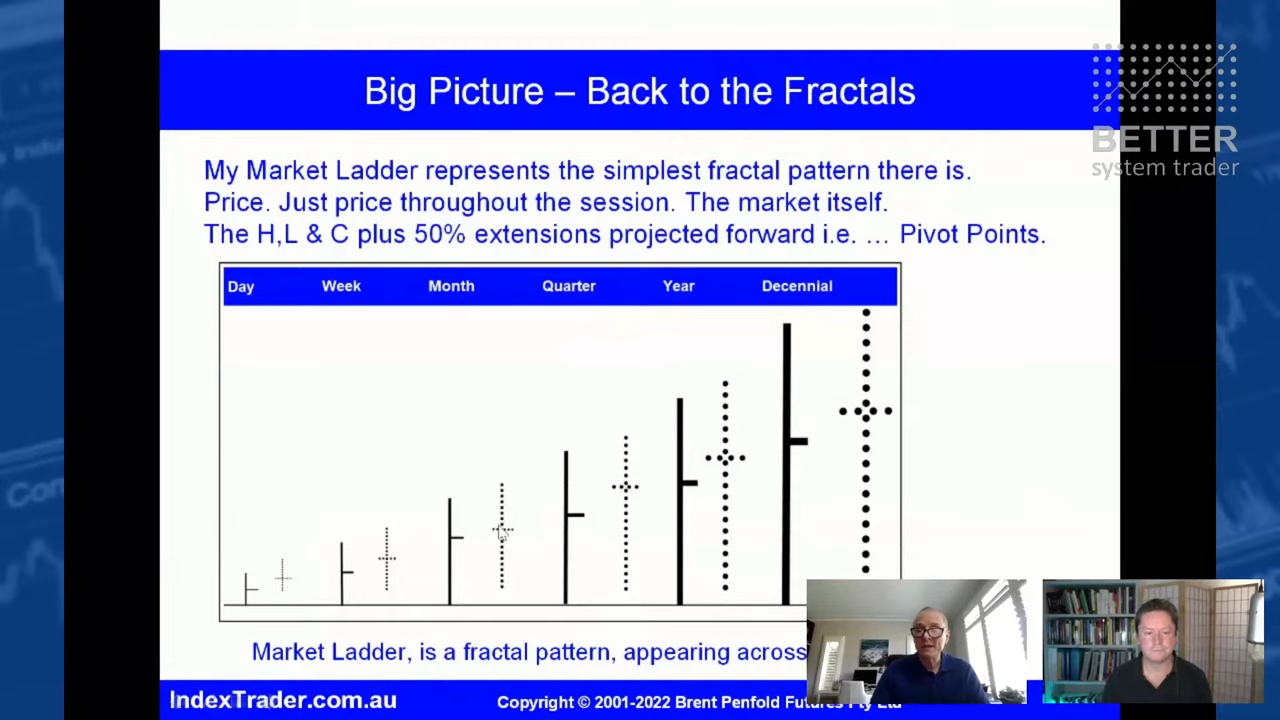 Big Picture – Back to the Fractals
BETTER
system trader
My Market Ladder represents the simplest fractal pattern there is.
Price. Just price throughout the session. The market itself.
The H,L & C plus 50% extensions projected forward i.e. … Pivot Points.
Day Week Month Quarter Year Decennial
Market Ladder, is a fractal pattern, appearing across
IndexTrader.com.au
Copyright © 2001-2022 Brent Penfold Futures Pty Ltd